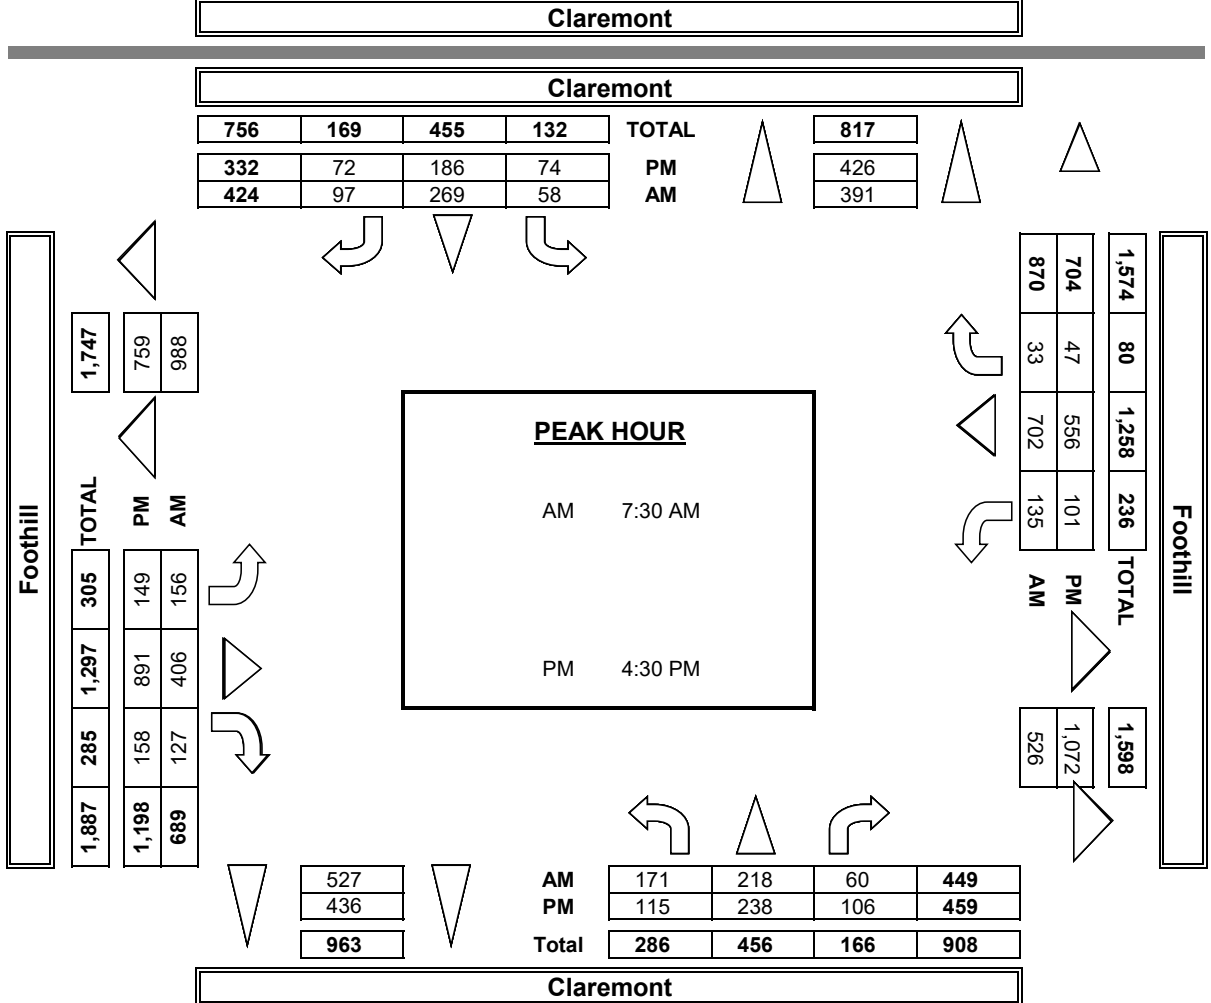 Claremont
Claremont
756 169 455 132 TOTAL 817
332 72 186 74 PM 426
424 97 269 58 AM 391
Foothill
1,747
759
988
TOTAL
PM
AM
305 1,297 285 1,887
149 891 158 1,198
156 406 127 689
PEAK HOUR
AM 7:30 AM
PM 4:30 PM
870 33 702 135 AM
704 47 556 101 PM
1,574 80 1,258 236 TOTAL
526
1,072
1,598
Foothill
527 AM 171 218 60 449
436 PM 115 238 106 459
963 Total 286 456 166 908
Claremont